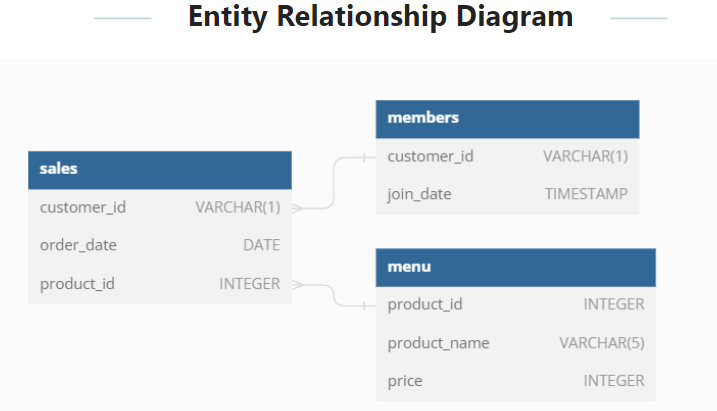 Entity Relationship Diagram
members
customer_id VARCHAR(1)
join_date TIMESTAMP
sales
customer_id VARCHAR(1)
order_date DATE
product_id INTEGER
menu
product_id INTEGER
product_name VARCHAR(5)
price INTEGER